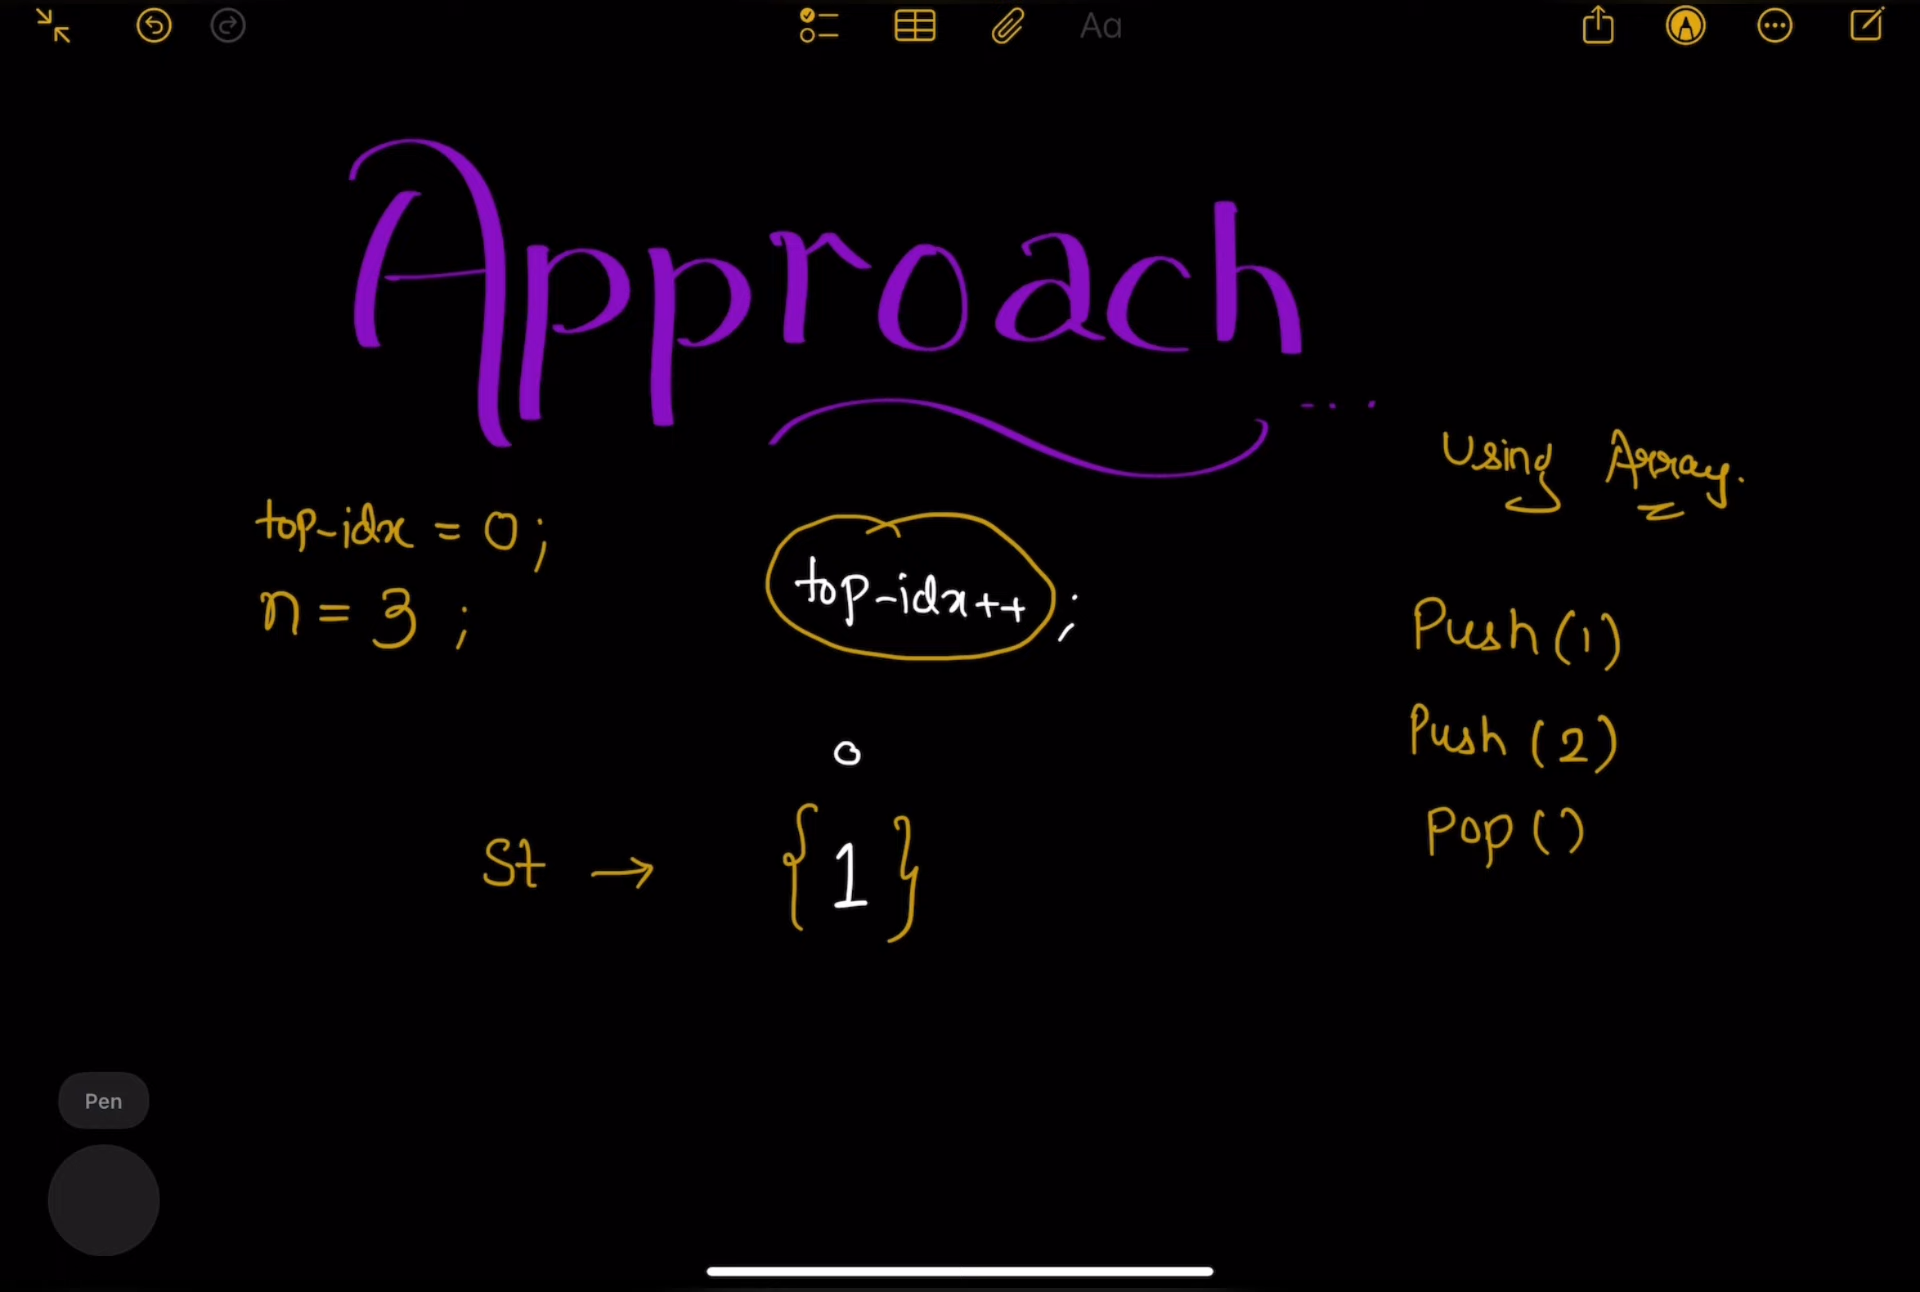 Aa
Approach...
Using Array.
top-idx = 0;
n = 3 ;
top-idx++ ;
Push (1)
Push (2)
Pop ()
0
St → { 1 }
Pen